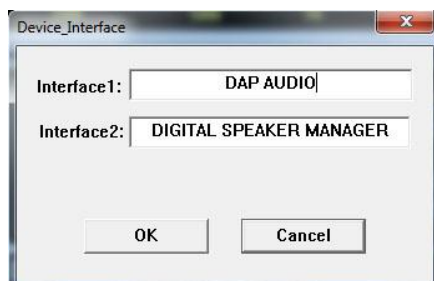 Device_Interface
Interface1: DAP AUDIO
Interface2: DIGITAL SPEAKER MANAGER
OK Cancel